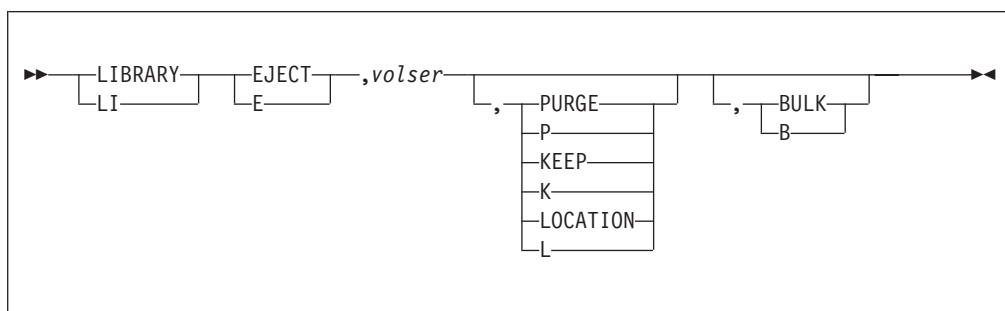 LIBRARY EJECT ,volser
LI E , PURGE , BULK
P B
KEEP
K
LOCATION
L